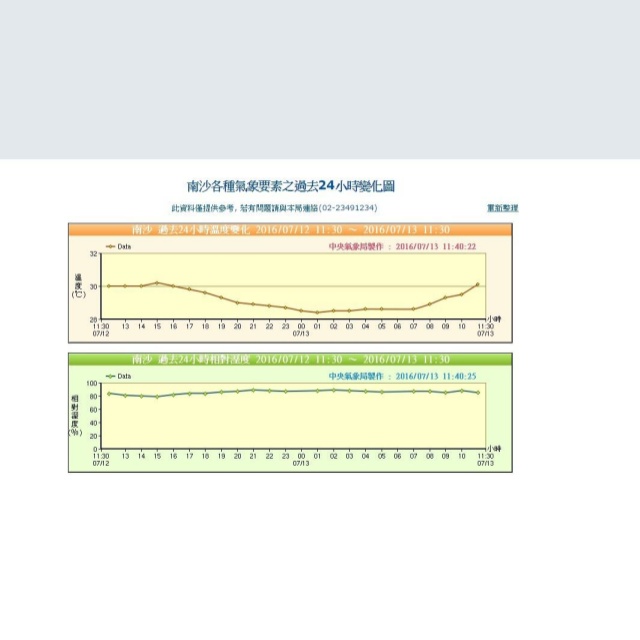 南沙各種氣象要素之過去24小時變化圖
此資料僅提供參考, 若有問題請與本局連絡(02-23491234) 重新整理
南沙 過去24小時溫度變化 2016/07/12 11:30 ~ 2016/07/13 11:30
Data 中央氣象局製作 : 2016/07/13 11:40:22
32
30
28
溫度(℃)
小時
11:30 13 14 15 16 17 18 19 20 21 22 23 00 01 02 03 04 05 06 07 08 09 10 11:30
07/12 07/13 07/13
南沙 過去24小時相對溼度 2016/07/12 11:30 ~ 2016/07/13 11:30
Data 中央氣象局製作 : 2016/07/13 11:40:25
100
80
60
40
20
0
相對溼度(%)
小時
11:30 13 14 15 16 17 18 19 20 21 22 23 00 01 02 03 04 05 06 07 08 09 10 11:30
07/12 07/13 07/13